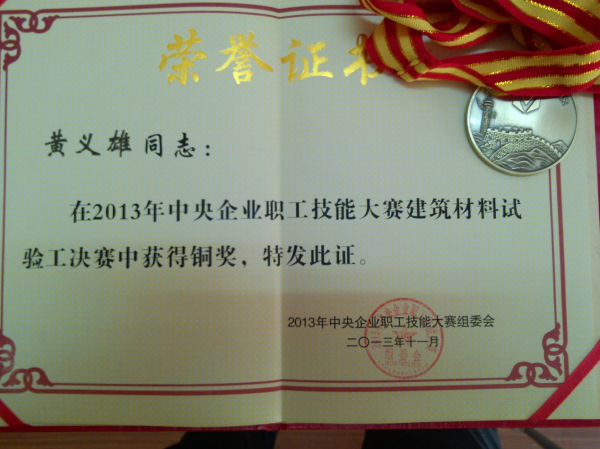 荣誉证书
黄义雄同志：
在2013年中央企业职工技能大赛建筑材料试
验工决赛中获得铜奖，特发此证。
2013年中央企业职工技能大赛组委会
二〇一三年十一月
组委会